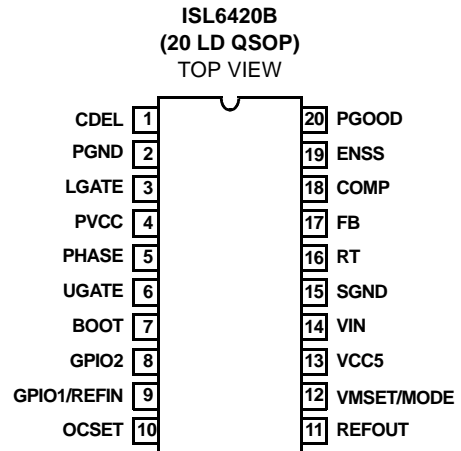 ISL6420B
(20 LD QSOP)
TOP VIEW
CDEL 1
PGND 2
LGATE 3
PVCC 4
PHASE 5
UGATE 6
BOOT 7
GPIO2 8
GPIO1/REFIN 9
OCSET 10
20 PGOOD
19 ENSS
18 COMP
17 FB
16 RT
15 SGND
14 VIN
13 VCC5
12 VMSET/MODE
11 REFOUT